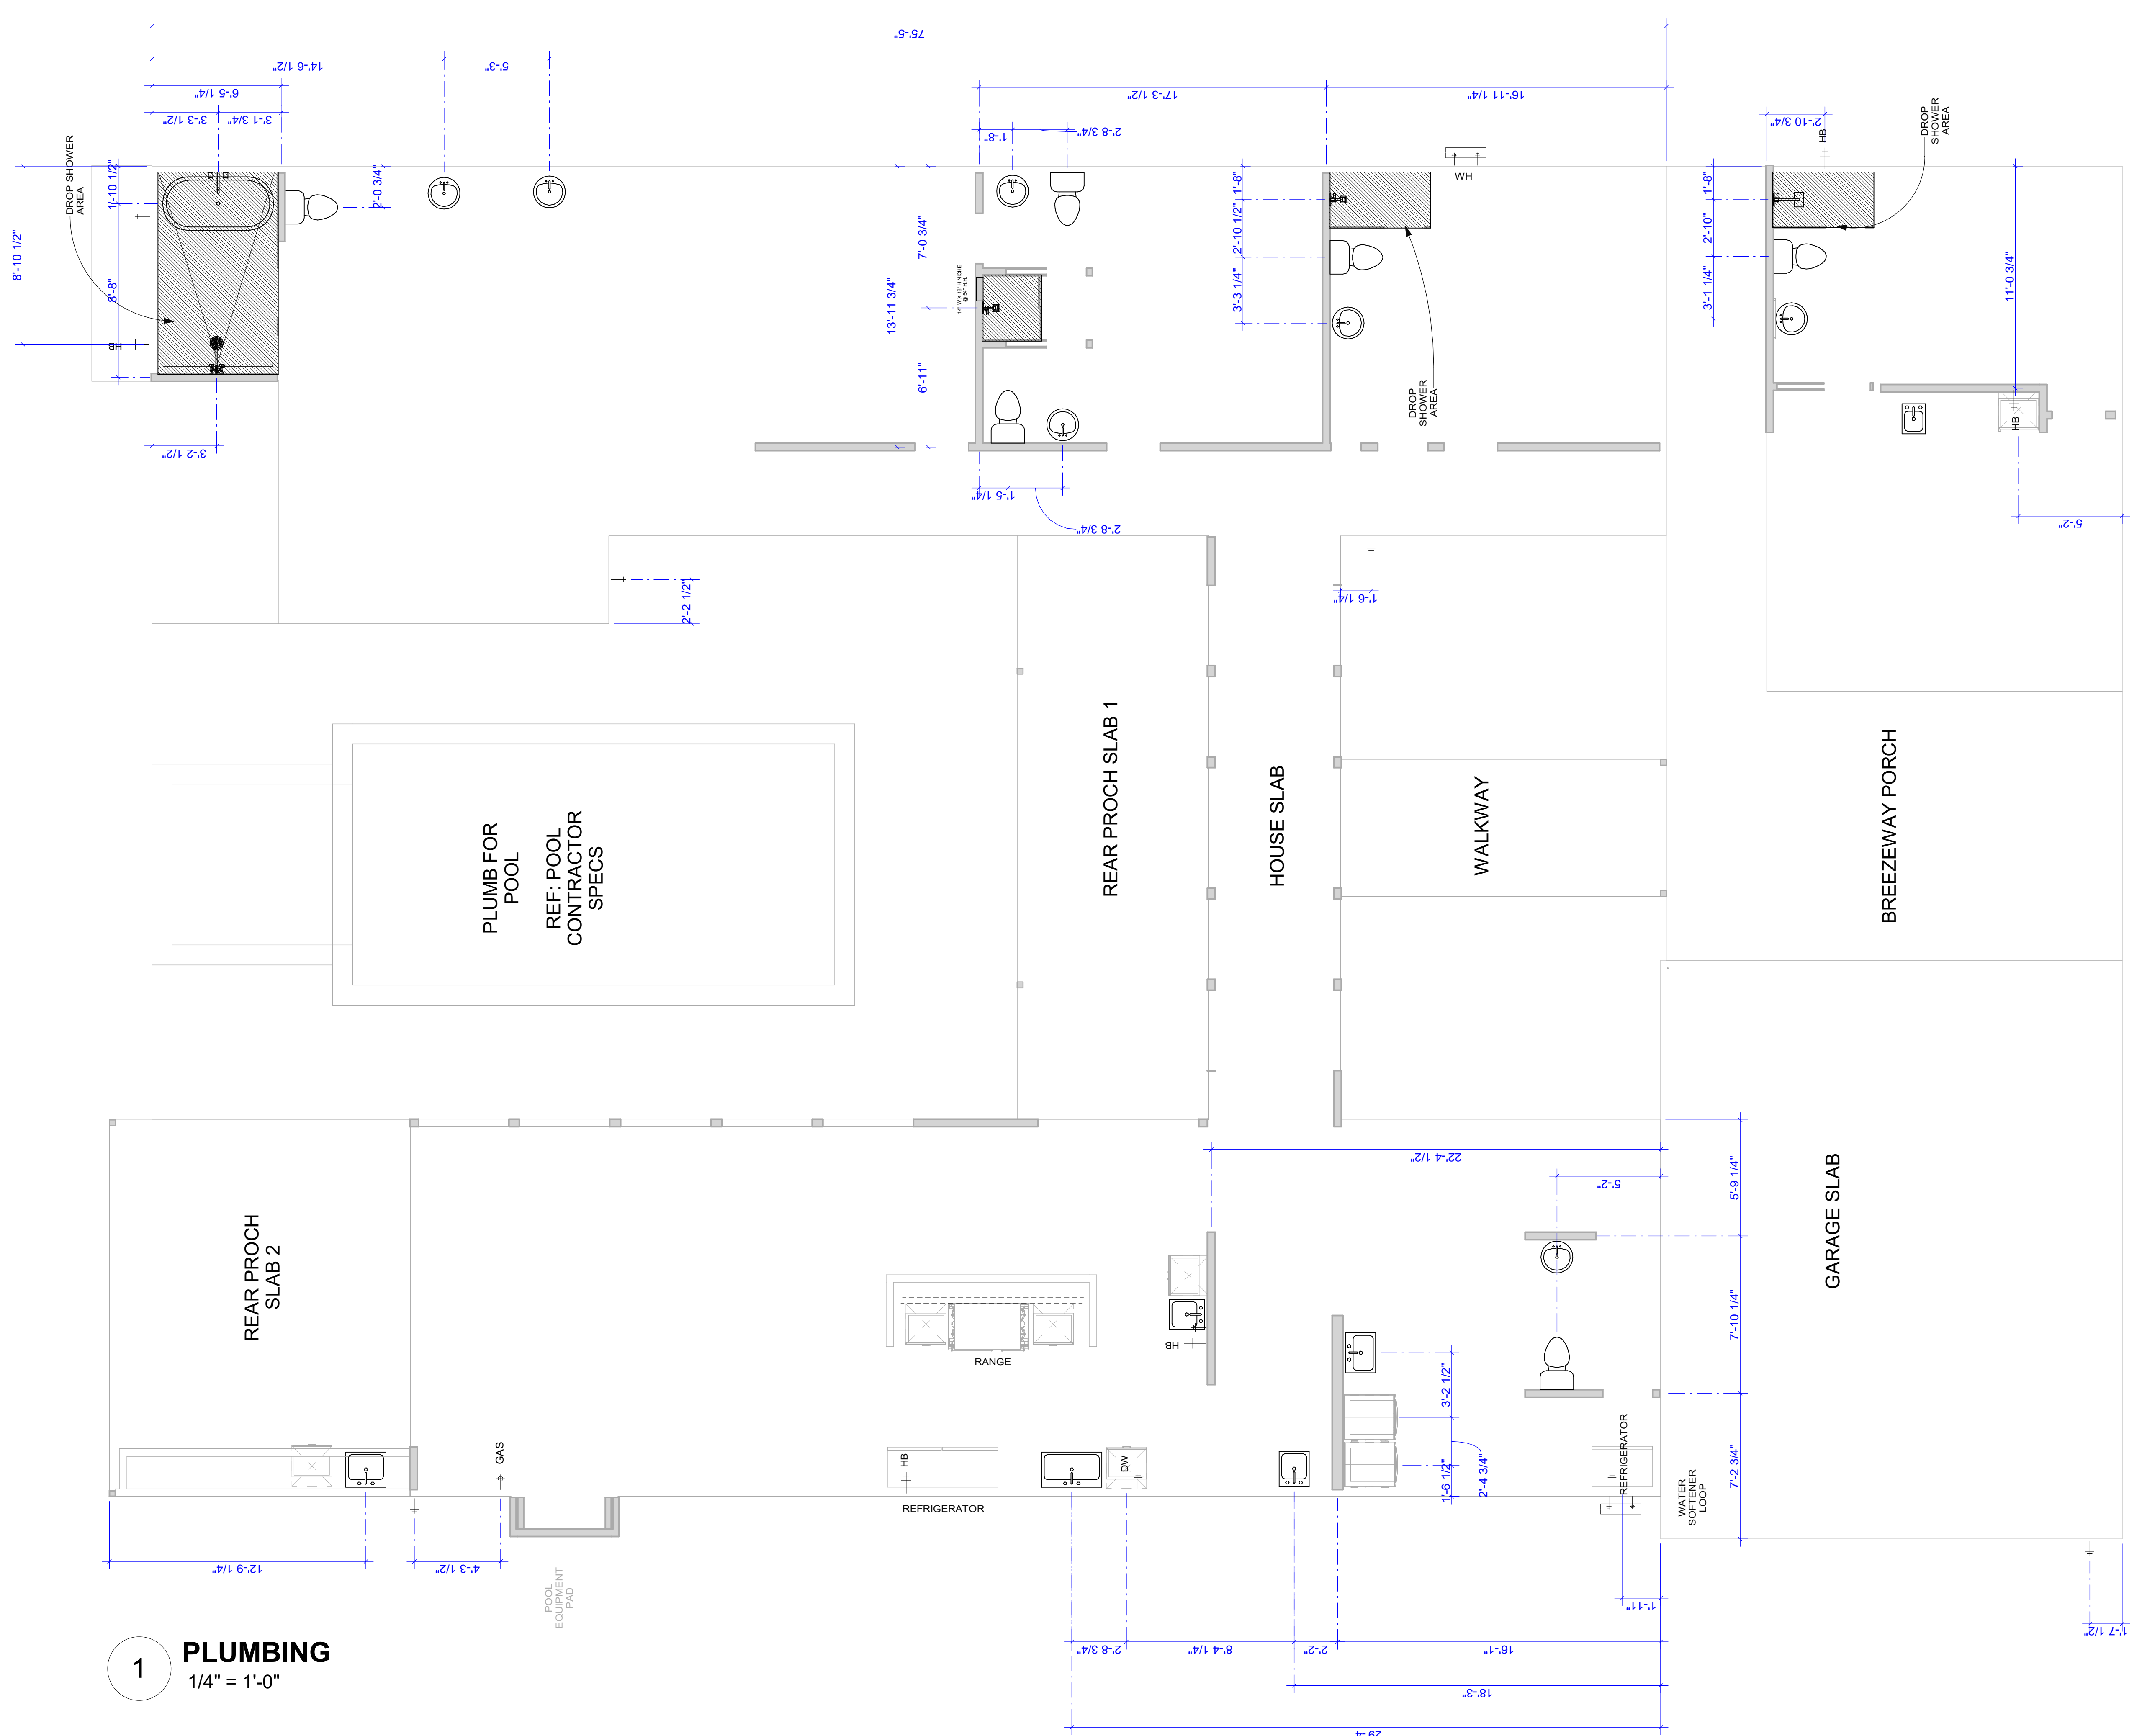 75'-5"
14'-6 1/2"
5'-3"
6'-5 1/4"
3'-3 1/2"
3'-1 3/4"
17'-3 1/2"
16'-11 1/4"
1'-8"
2'-8 3/4"
2'-10 3/4"
HB
DROP
SHOWER
AREA
DROP SHOWER
AREA
1'-10 1/2"
8'-10 1/2"
8'-8"
HB
2'-0 3/4"
3'-2 1/2"
13'-11 3/4"
7'-0 3/4"
6'-11"
14" W X 18" H NICHE
@ 54" H.H.
1'-8"
2'-10 1/2"
3'-3 1/4"
WH
DROP
SHOWER
AREA
1'-8"
2'-10"
3'-1 1/4"
11'-0 3/4"
HB
5'-2"
1'-5 1/4"
2'-8 3/4"
2'-2 1/2"
1'-6 1/4"
PLUMB FOR
POOL
REF: POOL
CONTRACTOR
SPECS
REAR PROCH SLAB 1
HOUSE SLAB
WALKWAY
BREEZEWAY PORCH
22'-4 1/2"
5'-2"
5'-9 1/4"
7'-10 1/4"
7'-2 3/4"
GARAGE SLAB
REAR PROCH
SLAB 2
RANGE
HB
3'-2 1/2"
1'-6 1/2"
2'-4 3/4"
GAS
HB
REFRIGERATOR
DW
REFRIGERATOR
WATER
SOFTENER
LOOP
12'-9 1/4"
4'-3 1/2"
POOL
EQUIPMENT
PAD
1'-11"
1'-7 1/2"
2'-8 3/4"
8'-4 1/4"
2'-2"
16'-1"
18'-3"
29'-4
1
PLUMBING
1/4" = 1'-0"